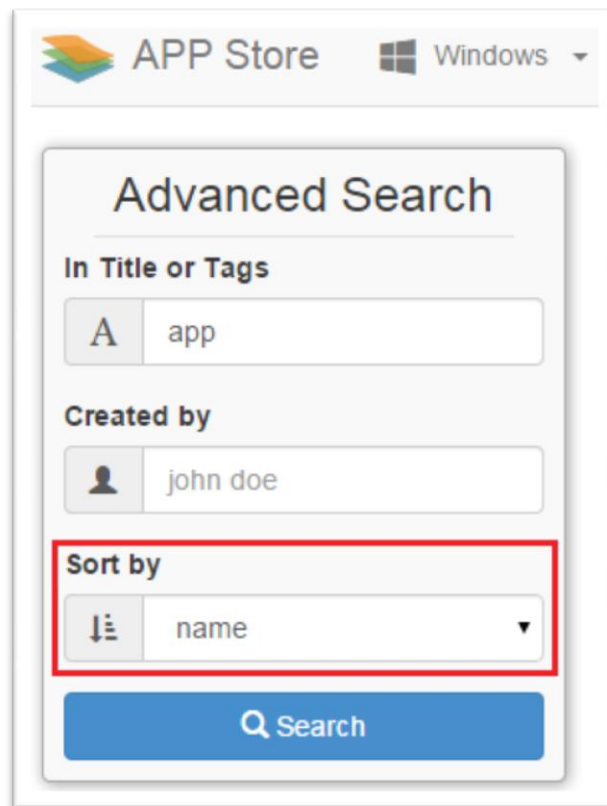 APP Store Windows
Advanced Search
In Title or Tags
A app
Created by
john doe
Sort by
name
Search